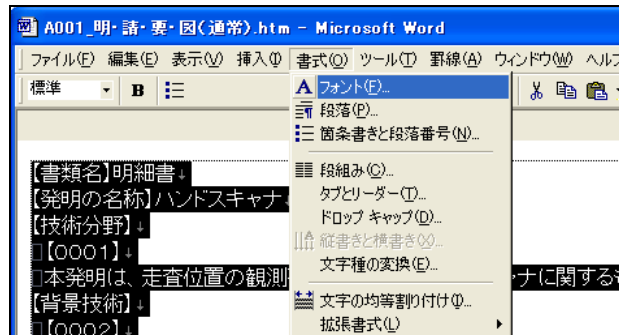 A001_明・請・要・図(通常).htm - Microsoft Word
ファイル(F) 編集(E) 表示(V) 挿入(I) 書式(O) ツール(T) 罫線(A) ウィンドウ(W) ヘル
標準 B
フォント(F)...
段落(P)...
箇条書きと段落番号(N)...
段組み(C)...
タブとリーダー(T)...
ドロップ キャップ(D)...
縦書きと横書き(X)...
文字種の変換(E)...
文字の均等割り付け(I)...
拡張書式(L)
【書類名】明細書↓
【発明の名称】ハンドスキャナ
【技術分野】↓
□【0001】↓
□本発明は、走査位置の観測 ャナに関する
【背景技術】↓
□【0002】↓